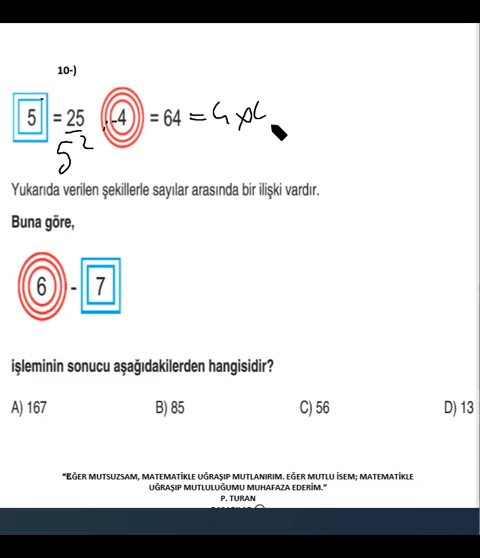 10-)
5 = 25 4 = 64 = 4 x
5²
Yukarıda verilen şekillerle sayılar arasında bir ilişki vardır.
Buna göre,
6 - 7
işleminin sonucu aşağıdakilerden hangisidir?
A) 167 B) 85 C) 56 D) 13
"EĞER MUTSUZSAM, MATEMATİKLE UĞRAŞIP MUTLANIRIM. EĞER MUTLU İSEM; MATEMATİKLE
UĞRAŞIP MUTLULUĞUMU MUHAFAZA EDERİM."
P. TURAN